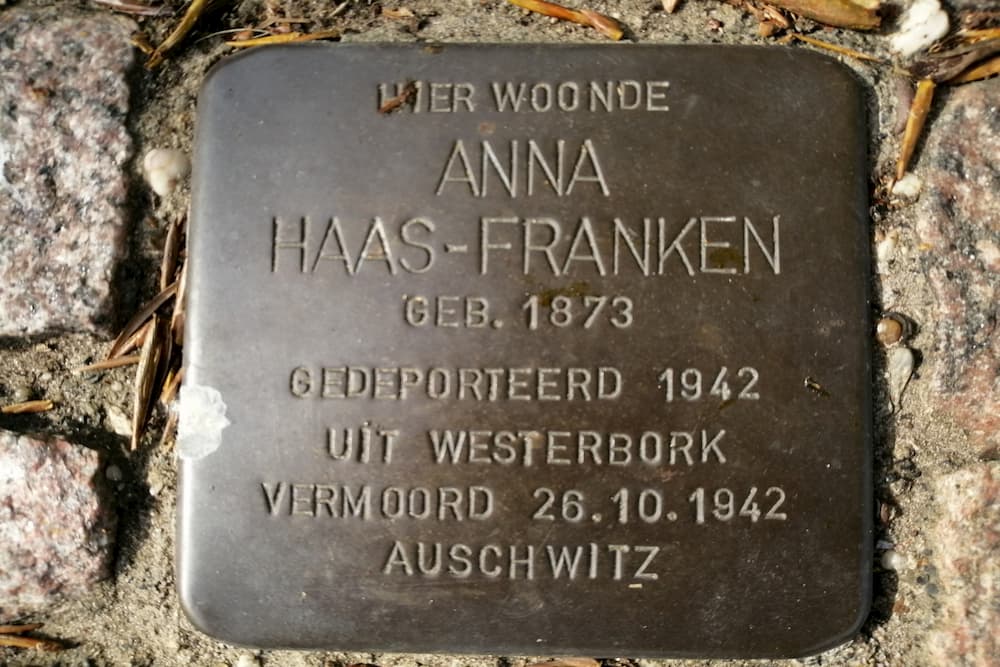 HIER WOONDE
ANNA
HAAS-FRANKEN
GEB. 1873
GEDEPORTEERD 1942
UIT WESTERBORK
VERMOORD 26.10.1942
AUSCHWITZ